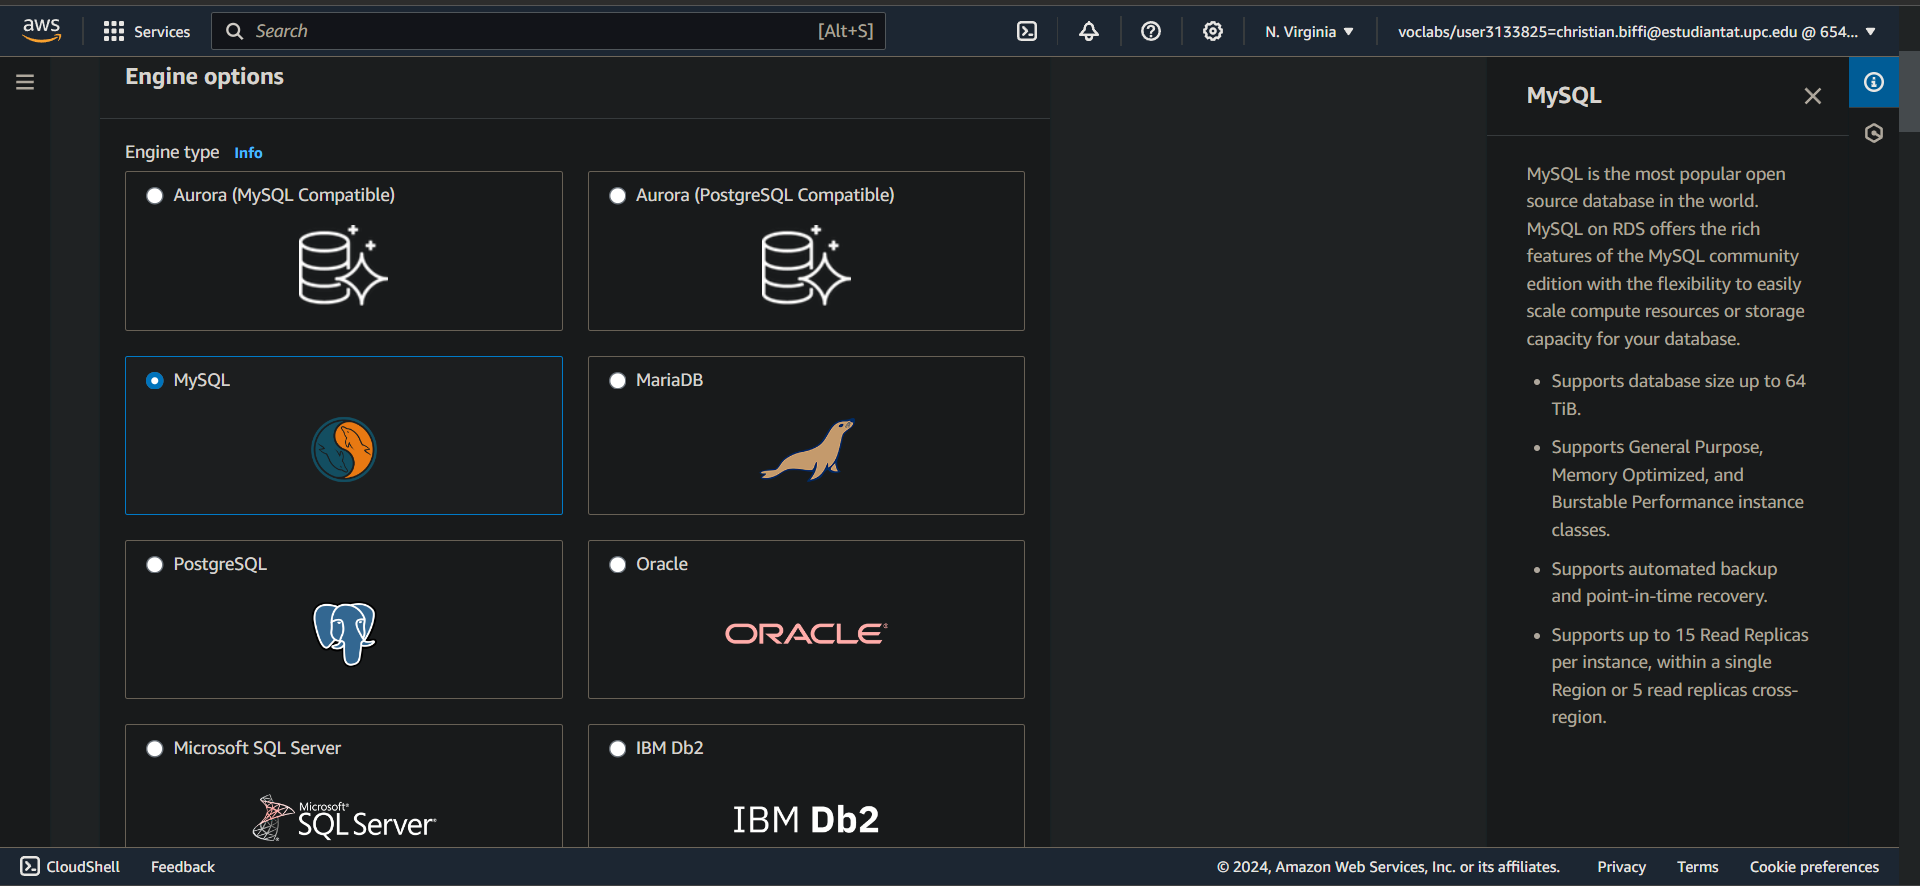 aws
Services
Search
[Alt+S]
N. Virginia
voclabs/user3133825=christian.biffi@estudiantat.upc.edu @ 654...
Engine options
Engine type Info
Aurora (MySQL Compatible)
Aurora (PostgreSQL Compatible)
MySQL
MariaDB
PostgreSQL
Oracle
ORACLE®
Microsoft SQL Server
Microsoft®
SQL Server®
IBM Db2
IBM Db2
MySQL
MySQL is the most popular open
source database in the world.
MySQL on RDS offers the rich
features of the MySQL community
edition with the flexibility to easily
scale compute resources or storage
capacity for your database.
• Supports database size up to 64
TiB.
• Supports General Purpose,
Memory Optimized, and
Burstable Performance instance
classes.
• Supports automated backup
and point-in-time recovery.
• Supports up to 15 Read Replicas
per instance, within a single
Region or 5 read replicas cross-
region.
CloudShell
Feedback
© 2024, Amazon Web Services, Inc. or its affiliates.
Privacy
Terms
Cookie preferences